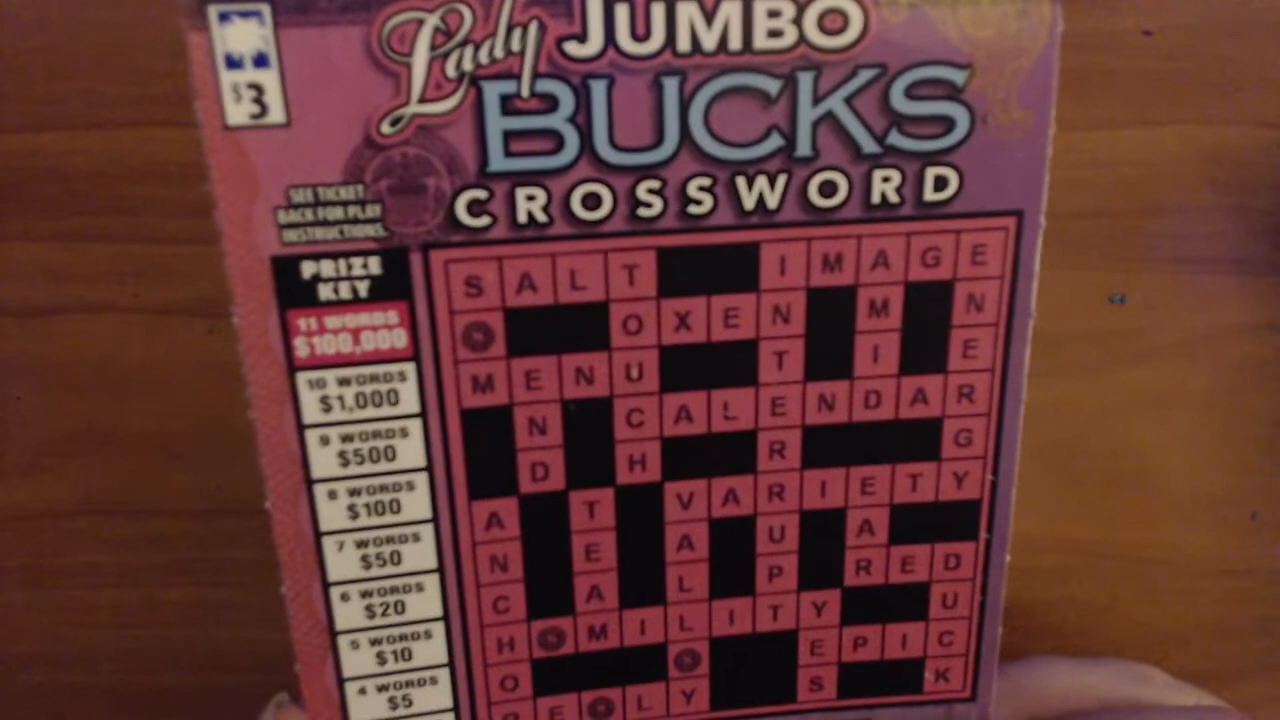 $3
Lady JUMBO
BUCKS
CROSSWORD
SEE TICKET
BACK FOR PLAY
INSTRUCTIONS.
PRIZE
KEY
11 WORDS
$100,000
10 WORDS
$1,000
9 WORDS
$500
8 WORDS
$100
7 WORDS
$50
6 WORDS
$20
5 WORDS
$10
4 WORDS
$5
S A L T I M A G E
O X E N M N
M E N U T I E
N C A L E N D A R
D H R G
A T V A R I E T Y
N E A U A
C A L P R E D
H M I L I T Y U
O E P I C
S K
E L Y